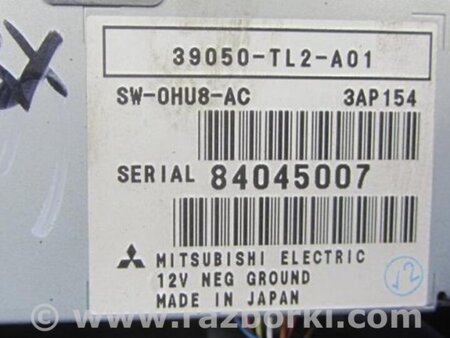 39050-TL2-A01
SW-0HU8-AC 3AP154
SERIAL 84045007
MITSUBISHI ELECTRIC
12V NEG GROUND
MADE IN JAPAN
www.razborki.com